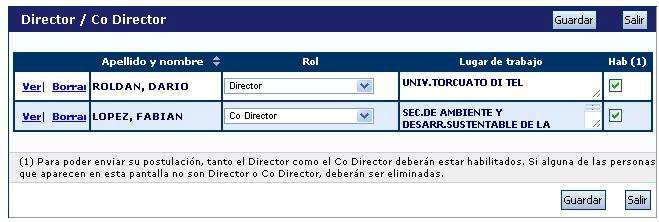 Director / Co Director Guardar Salir
Apellido y nombre Rol Lugar de trabajo Hab (1)
Ver| Borrar ROLDAN, DARIO Director UNIV.TORCUATO DI TEL
Ver| Borrar LOPEZ, FABIAN Co Director SEC.DE AMBIENTE Y
DESARR.SUSTENTABLE DE LA
(1) Para poder enviar su postulación, tanto el Director como el Co Director deberán estar habilitados. Si alguna de las personas
que aparecen en esta pantalla no son Director o Co Director, deberán ser eliminadas.
Guardar Salir